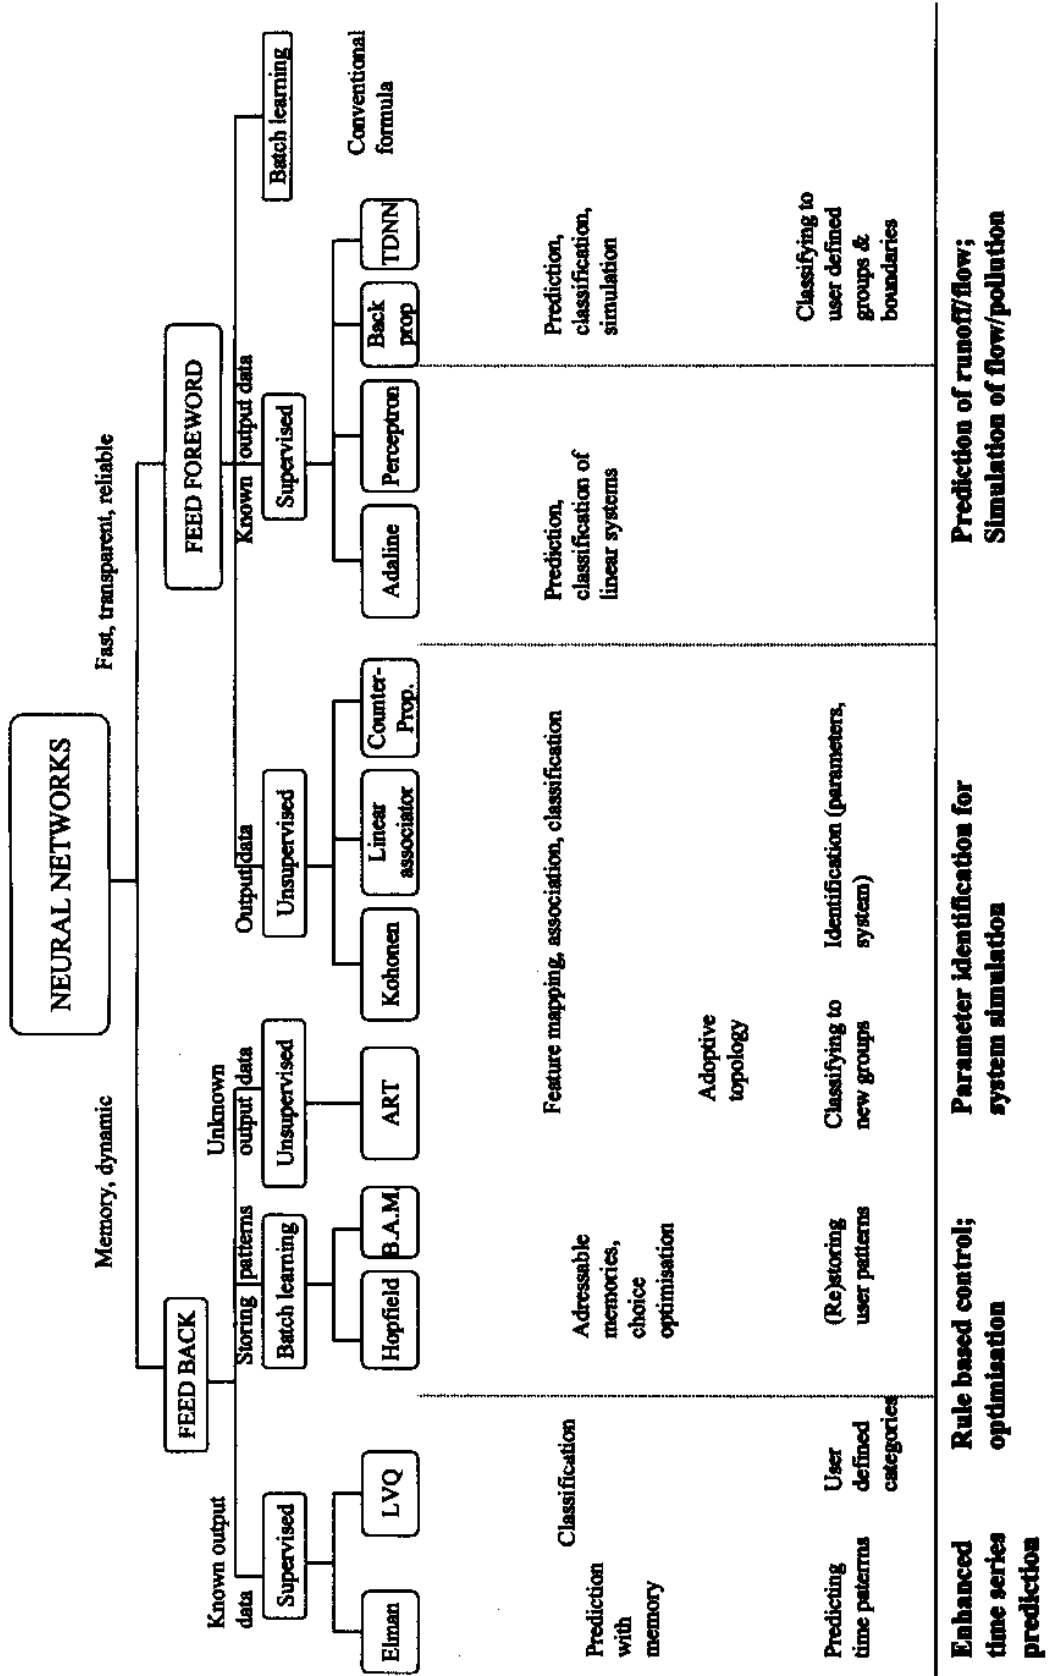 NEURAL NETWORKS
Memory, dynamic
Fast, transparent, reliable
FEED BACK
FEED FOREWORD
Known output
data
Storing patterns
Unknown
output data
Output data
Known output data
Supervised
Batch learning
Unsupervised
Unsupervised
Supervised
Batch learning
Elman
LVQ
Hopfield
B.A.M.
ART
Kohonen
Linear
associator
Counter-
Prop.
Adaline
Perceptron
Back
prop
TDNN
Conventional
formula
Prediction
with
memory
Classification
Adressable
memories,
choice
optimisation
Feature mapping, association, classification
Prediction,
classification of
linear systems
Prediction,
classification,
simulation
Adoptive
topology
Predicting
time paterns
User
defined
categories
(Re)storing
user patterns
Classifying to
new groups
Identification (parameters,
system)
Classifying to
user defined
groups &
boundaries
Enhanced
time series
prediction
Rule based control;
optimisation
Parameter identification for
system simulation
Prediction of runoff/flow;
Simulation of flow/pollution